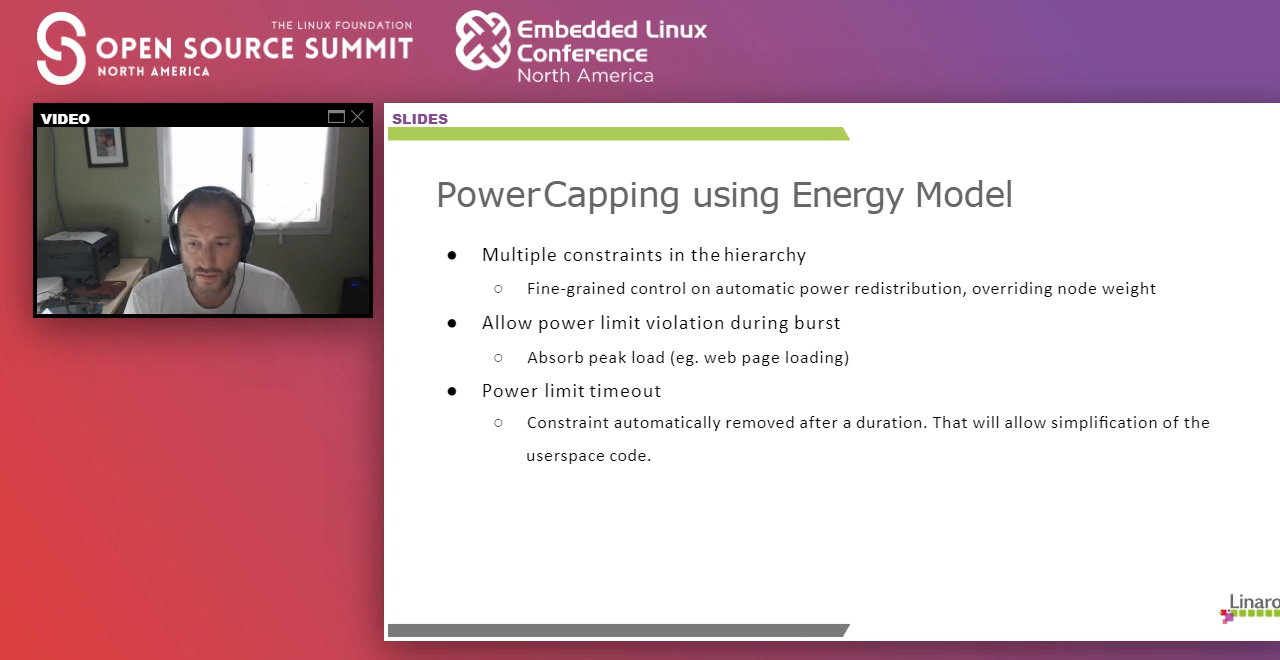 THE LINUX FOUNDATION
OPEN SOURCE SUMMIT
NORTH AMERICA
Embedded Linux
Conference
North America
VIDEO
SLIDES
PowerCapping using Energy Model
● Multiple constraints in the hierarchy
○ Fine-grained control on automatic power redistribution, overriding node weight
● Allow power limit violation during burst
○ Absorb peak load (eg. web page loading)
● Power limit timeout
○ Constraint automatically removed after a duration. That will allow simplification of the
userspace code.
Linaro